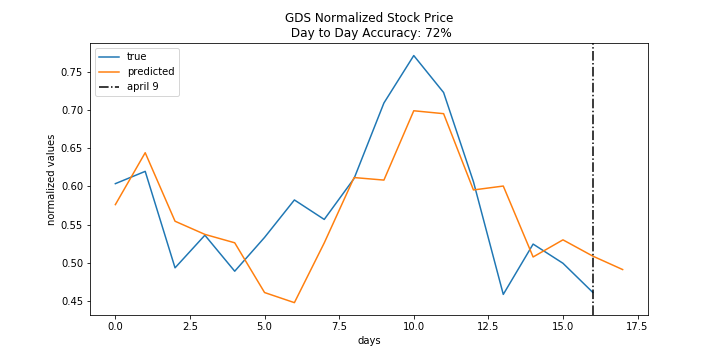 GDS Normalized Stock Price
Day to Day Accuracy: 72%
true
predicted
april 9
normalized values
0.75
0.70
0.65
0.60
0.55
0.50
0.45
0.0 2.5 5.0 7.5 10.0 12.5 15.0 17.5
days